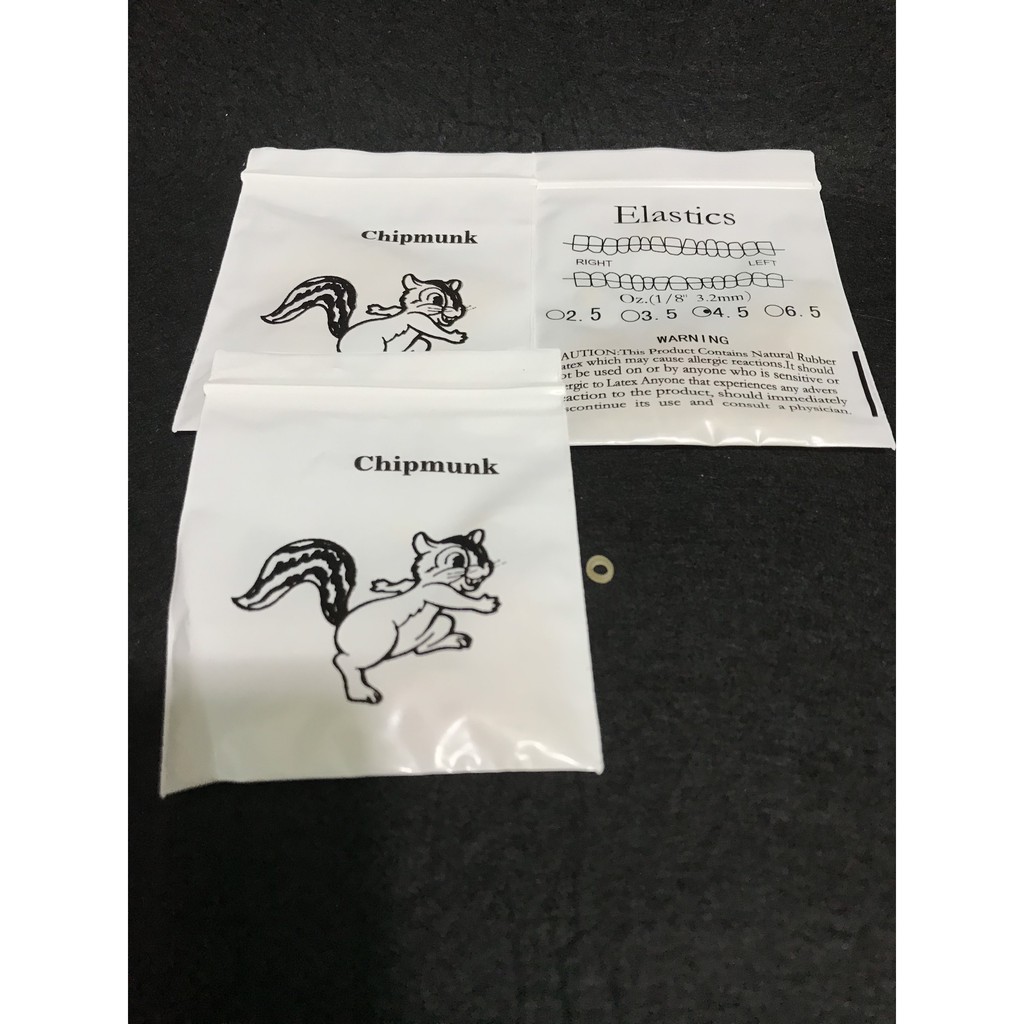 Chipmunk
Elastics
RIGHT LEFT
Oz.(1/8" 3.2mm)
2.5 3.5 4.5 6.5
WARNING
AUTION:This Product Contains Natural Rubber
atex which may cause allergic reactions.It should
ot be used on or by anyone who is sensitive or
ergic to Latex Anyone that experiences any advers
eaction to the product, should immediately
scontinue its use and consult a physician.
Chipmunk